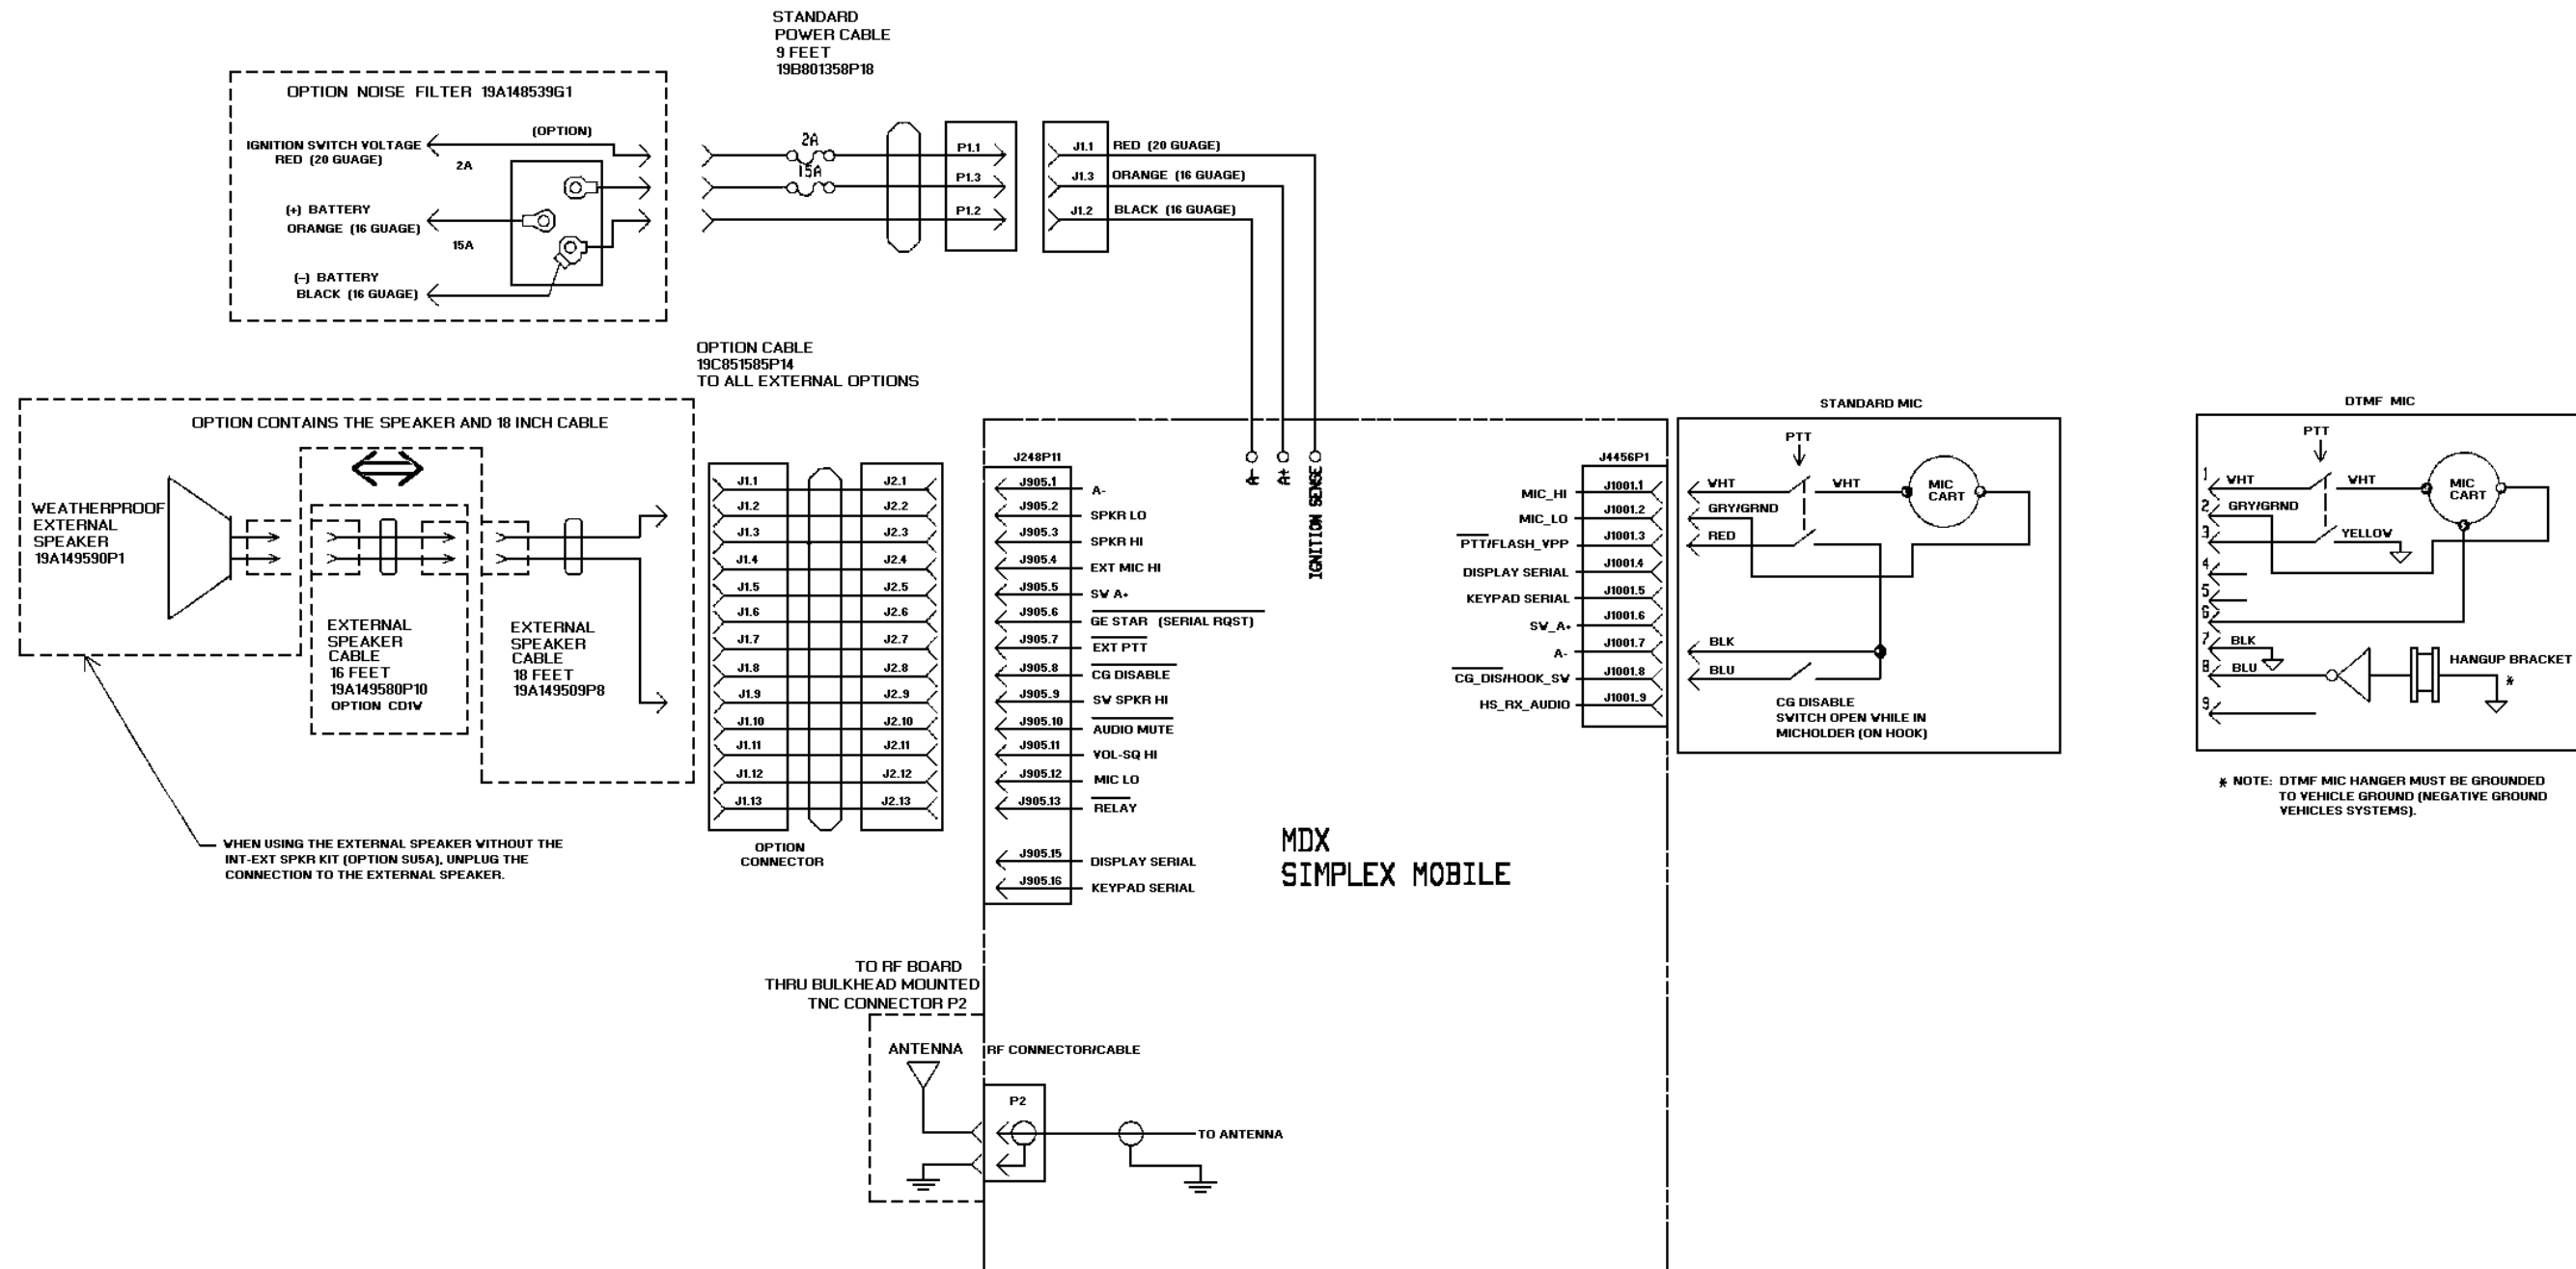 STANDARD
POWER CABLE
9 FEET
19B801358P18
OPTION NOISE FILTER 19A148539G1
(OPTION)
IGNITION SWITCH VOLTAGE
RED (20 GUAGE)
2A
(+) BATTERY
ORANGE (16 GUAGE)
15A
(-) BATTERY
BLACK (16 GUAGE)
2A
15A
P1.1
P1.3
P1.2
J1.1
J1.3
J1.2
RED (20 GUAGE)
ORANGE (16 GUAGE)
BLACK (16 GUAGE)
OPTION CABLE
19C851585P14
TO ALL EXTERNAL OPTIONS
OPTION CONTAINS THE SPEAKER AND 18 INCH CABLE
WEATHERPROOF
EXTERNAL
SPEAKER
19A149590P1
EXTERNAL
SPEAKER
CABLE
16 FEET
19A149580P10
OPTION CD1W
EXTERNAL
SPEAKER
CABLE
18 FEET
19A149509P8
WHEN USING THE EXTERNAL SPEAKER WITHOUT THE
INT-EXT SPKR KIT (OPTION SU5A), UNPLUG THE
CONNECTION TO THE EXTERNAL SPEAKER.
J1.1 J2.1
J1.2 J2.2
J1.3 J2.3
J1.4 J2.4
J1.5 J2.5
J1.6 J2.6
J1.7 J2.7
J1.8 J2.8
J1.9 J2.9
J1.10 J2.10
J1.11 J2.11
J1.12 J2.12
J1.13 J2.13
OPTION
CONNECTOR
J248P11
J905.1 A-
J905.2 SPKR LO
J905.3 SPKR HI
J905.4 EXT MIC HI
J905.5 SW A+
J905.6 GE STAR (SERIAL RQST)
J905.7 EXT PTT
J905.8 CG DISABLE
J905.9 SW SPKR HI
J905.10 AUDIO MUTE
J905.11 VOL-SQ HI
J905.12 MIC LO
J905.13 RELAY
J905.15 DISPLAY SERIAL
J905.16 KEYPAD SERIAL
A-
A+
IGNITION SENSE
MDX
SIMPLEX MOBILE
J4456P1
MIC_HI J1001.1
MIC_LO J1001.2
PTT/FLASH_VPP J1001.3
DISPLAY SERIAL J1001.4
KEYPAD SERIAL J1001.5
SW_A+ J1001.6
A- J1001.7
CG_DIS/HOOK_SW J1001.8
HS_RX_AUDIO J1001.9
STANDARD MIC
PTT
WHT WHT
MIC
CART
GRY/GRND
RED
BLK
BLU
CG DISABLE
SWITCH OPEN WHILE IN
MICHOLDER (ON HOOK)
DTMF MIC
PTT
1 WHT WHT
MIC
CART
2 GRY/GRND
3 YELLOW
4
5
6
7 BLK
8 BLU
HANGUP BRACKET
*
9
* NOTE: DTMF MIC HANGER MUST BE GROUNDED
TO VEHICLE GROUND (NEGATIVE GROUND
VEHICLES SYSTEMS).
TO RF BOARD
THRU BULKHEAD MOUNTED
TNC CONNECTOR P2
ANTENNA
RF CONNECTOR/CABLE
P2
TO ANTENNA